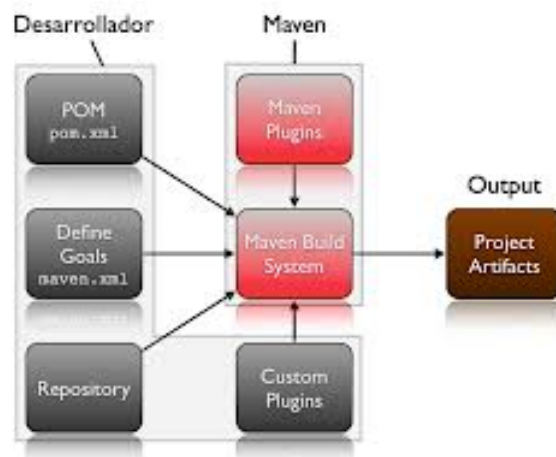 Desarrollador
Maven
POM
pom.xml
Maven
Plugins
Output
Define
Goals
maven.xml
Maven Build
System
Project
Artifacts
Repository
Custom
Plugins